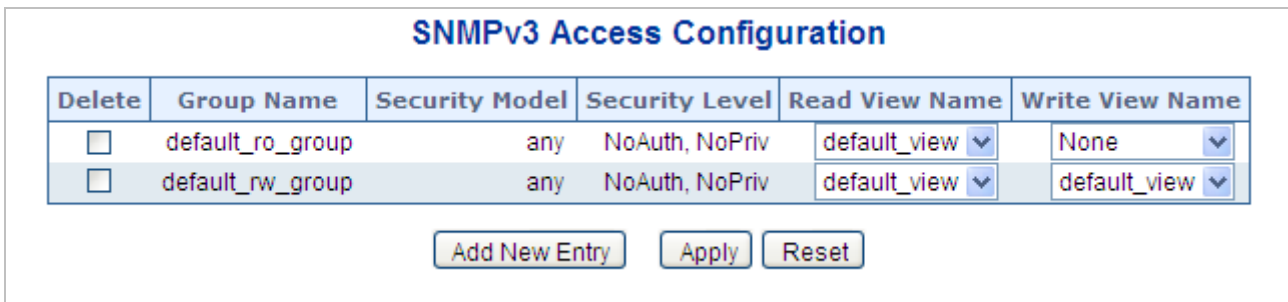 SNMPv3 Access Configuration
Delete Group Name Security Model Security Level Read View Name Write View Name
default_ro_group any NoAuth, NoPriv default_view None
default_rw_group any NoAuth, NoPriv default_view default_view
Add New Entry Apply Reset